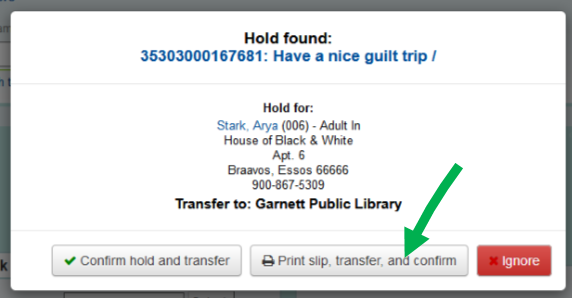 Hold found:
35303000167681: Have a nice guilt trip /
Hold for:
Stark, Arya (006) - Adult In
House of Black & White
Apt. 6
Braavos, Essos 66666
900-867-5309
Transfer to: Garnett Public Library
Confirm hold and transfer
Print slip, transfer, and confirm
Ignore